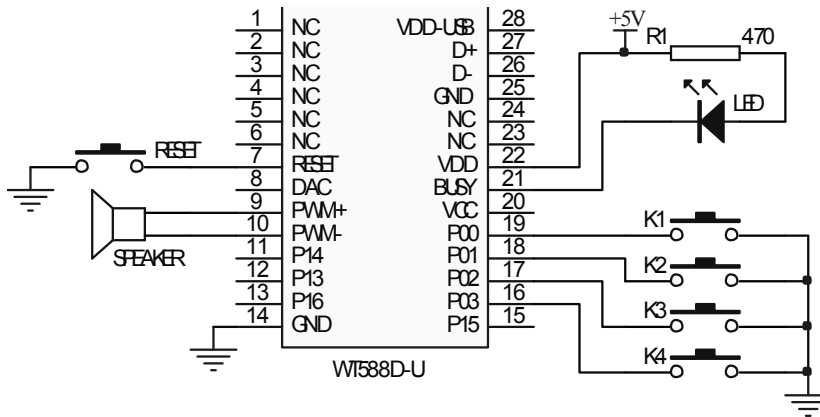 1 NC VDD-USB 28 +5V
2 NC D+ 27 R1 470
3 NC D- 26
4 NC GND 25 LED
5 NC NC 24
6 NC NC 23
RESET 7 RESET VDD 22
8 DAC BUSY 21
9 PWM+ VCC 20
10 PWM- P00 19 K1
SPEAKER 11 P14 P01 18 K2
12 P13 P02 17
13 P16 P03 16 K3
14 GND P15 15
WT588D-U K4